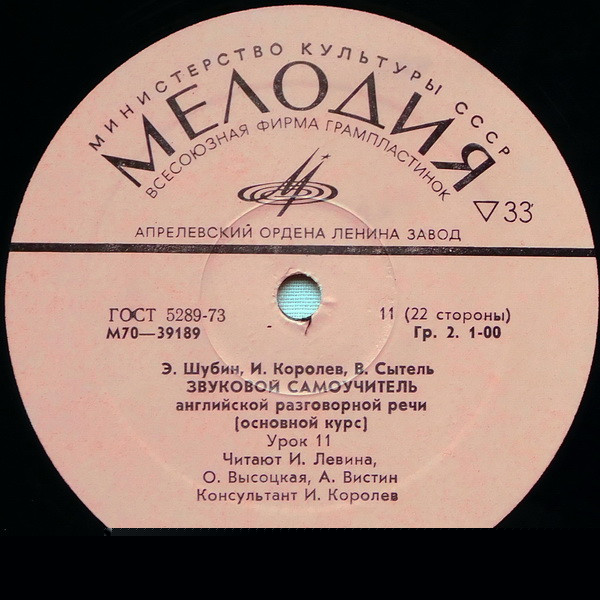 МИНИСТЕРСТВО КУЛЬТУРЫ СССР
МЕЛОДИЯ
ВСЕСОЮЗНАЯ ФИРМА ГРАМПЛАСТИНОК
▽33
АПРЕЛЕВСКИЙ ОРДЕНА ЛЕНИНА ЗАВОД
ГОСТ 5289-73
11 (22 стороны)
М70—39189
Гр. 2. 1-00
Э. Шубин, И. Королев, В. Сытель
ЗВУКОВОЙ САМОУЧИТЕЛЬ
английской разговорной речи
(основной курс)
Урок 11
Читают И. Левина,
О. Высоцкая, А. Вистин
Консультант И. Королев